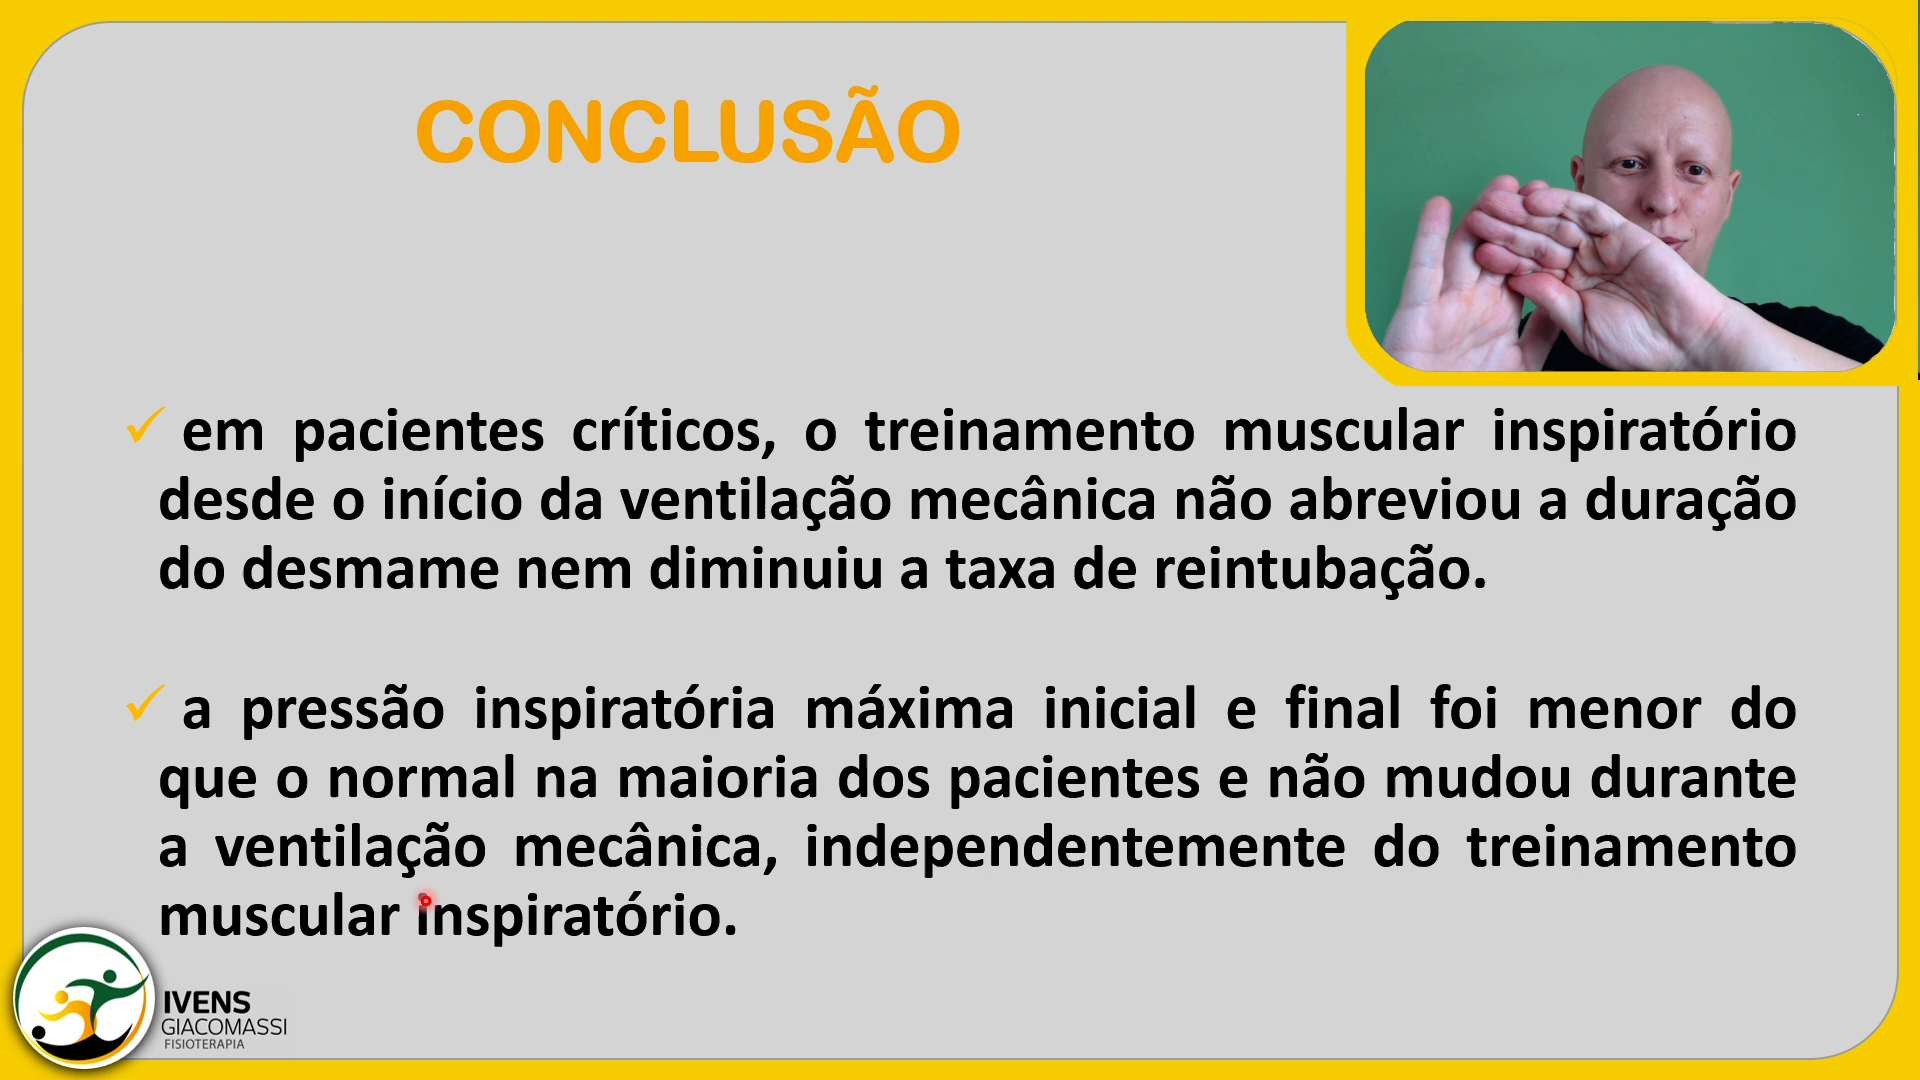 CONCLUSÃO
✓ em pacientes críticos, o treinamento muscular inspiratório
desde o início da ventilação mecânica não abreviou a duração
do desmame nem diminuiu a taxa de reintubação.
✓ a pressão inspiratória máxima inicial e final foi menor do
que o normal na maioria dos pacientes e não mudou durante
a ventilação mecânica, independentemente do treinamento
muscular inspiratório.
IVENS
GIACOMASSI
FISIOTERAPIA